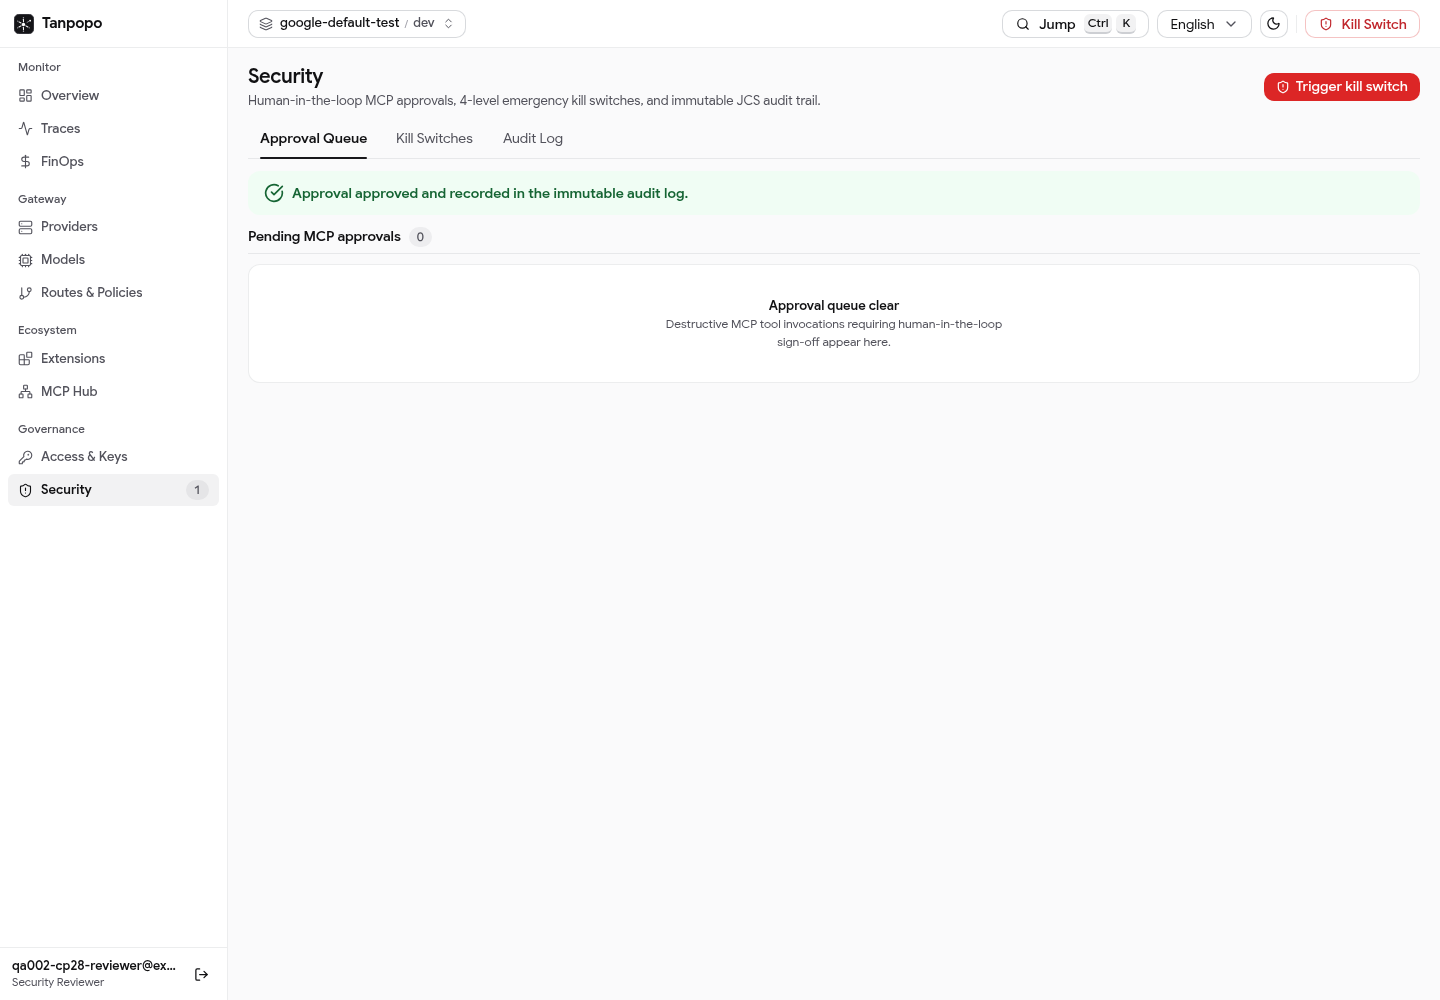 Tanpopo
google-default-test / dev
Jump Ctrl K
English
Kill Switch
Monitor
Overview
Traces
FinOps
Gateway
Providers
Models
Routes & Policies
Ecosystem
Extensions
MCP Hub
Governance
Access & Keys
Security 1
qa002-cp28-reviewer@ex...
Security Reviewer
Security
Human-in-the-loop MCP approvals, 4-level emergency kill switches, and immutable JCS audit trail.
Trigger kill switch
Approval Queue Kill Switches Audit Log
Approval approved and recorded in the immutable audit log.
Pending MCP approvals 0
Approval queue clear
Destructive MCP tool invocations requiring human-in-the-loop
sign-off appear here.